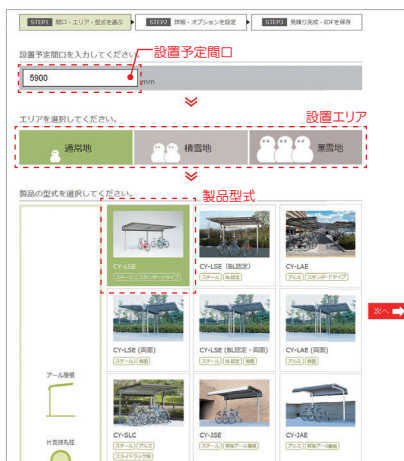 STEP1 間口・エリア・型式を選ぶ
STEP2 詳細・オプションを設定
STEP3 見積り完成・PDFを保存
設置予定間口を入力してください。
設置予定間口
5900
mm
エリアを選択してください。
設置エリア
通常地
積雪地
豪雪地
製品の型式を選択してください。
製品型式
CY-LSE
スチール スタンダードタイプ
CY-LSE（BL認定）
スチール BL認定
CY-LAE
アルミ スタンダードタイプ
CY-LSE (両面)
スチール 両面
CY-LSE (BL認定・両面)
スチール BL認定 両面
CY-LAE (両面)
アルミ 両面
次へ
アール屋根
片支持丸柱
CY-SLC
スチール アルミ
スライドラック用
CY-JSE
スチール 前後アール屋根
CY-JAE
アルミ 前後アール屋根